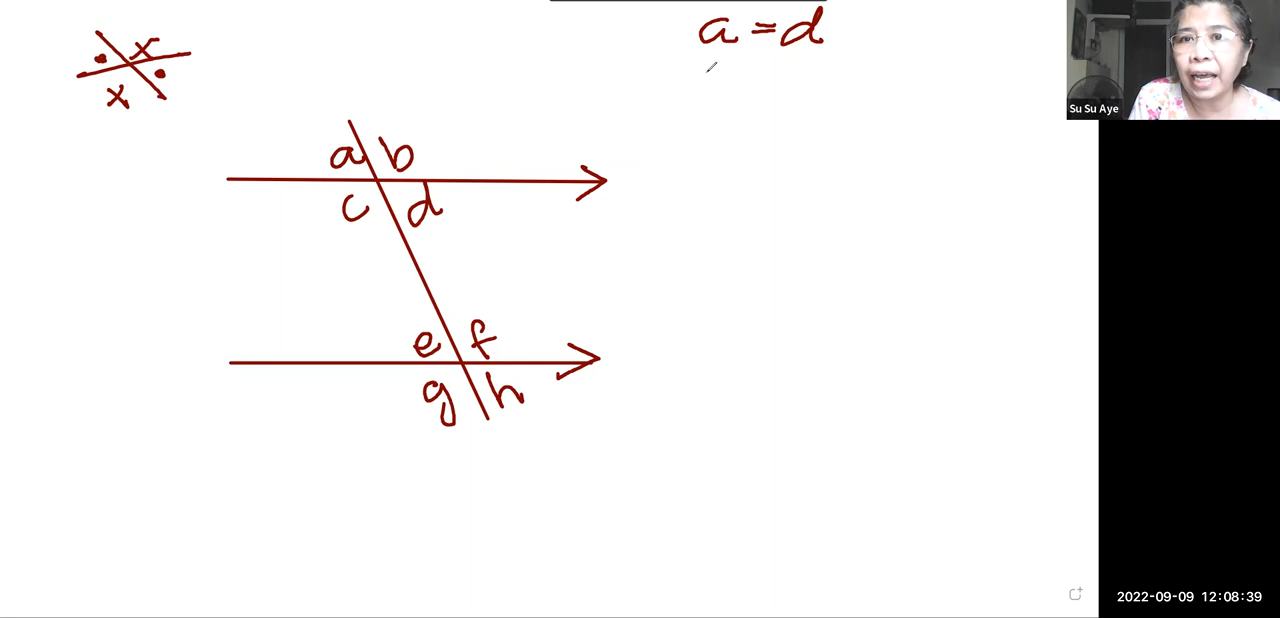 a = d
x
x
Su Su Aye
a b
c d
e f
g h
2022-09-09 12:08:39